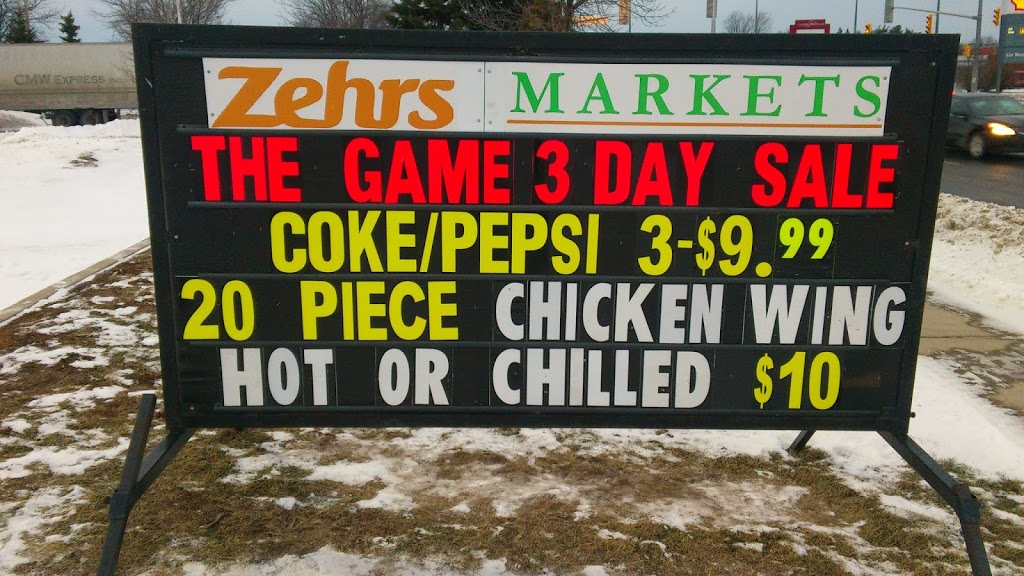 CMW EXPRESS
Zehrs MARKETS
THE GAME 3 DAY SALE
COKE/PEPSI 3-$9.99
20 PIECE CHICKEN WING
HOT OR CHILLED $10